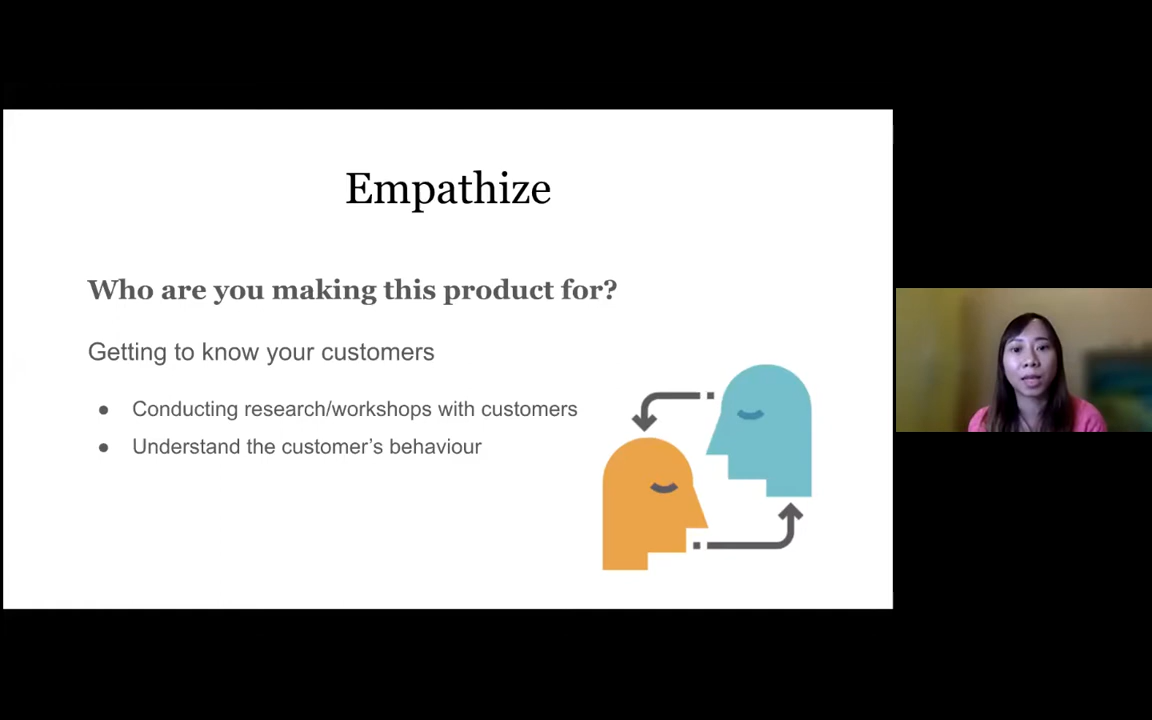 Empathize
Who are you making this product for?
Getting to know your customers
● Conducting research/workshops with customers
● Understand the customer’s behaviour